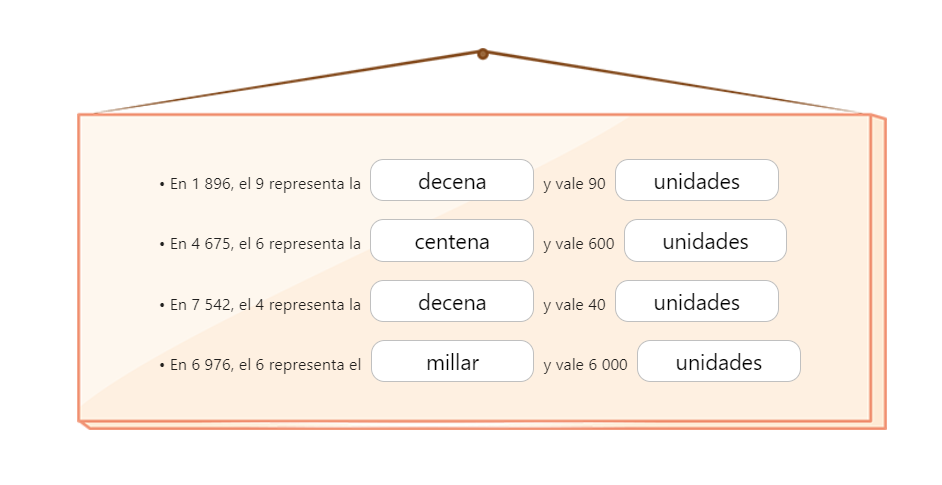 • En 1 896, el 9 representa la decena y vale 90 unidades
• En 4 675, el 6 representa la centena y vale 600 unidades
• En 7 542, el 4 representa la decena y vale 40 unidades
• En 6 976, el 6 representa el millar y vale 6 000 unidades